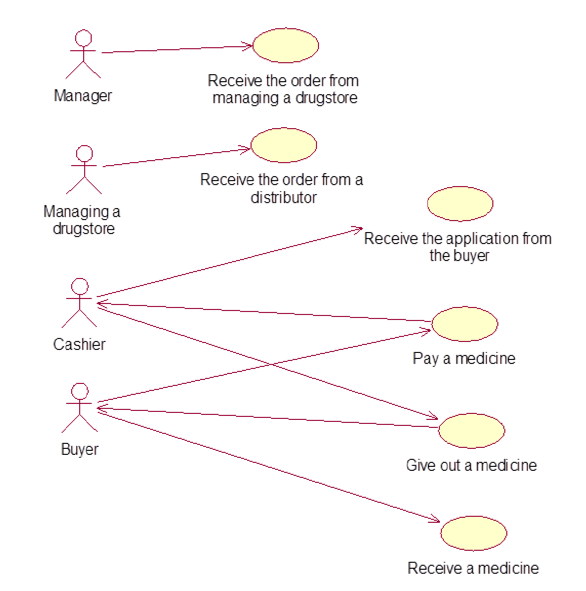 Receive the order from
managing a drugstore
Manager
Receive the order from a
distributor
Managing a
drugstore
Receive the application from
the buyer
Cashier
Pay a medicine
Buyer
Give out a medicine
Receive a medicine